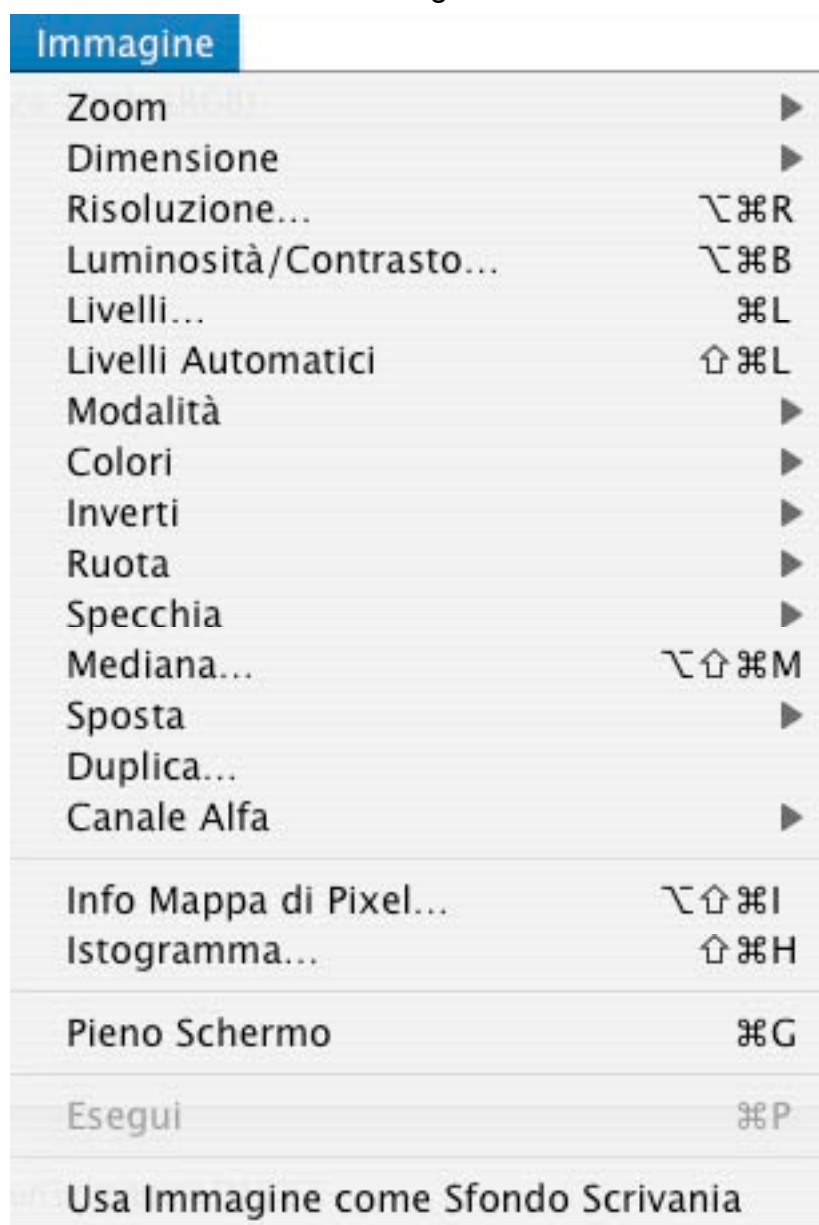 Immagine
Zoom ▶
Dimensione ▶
Risoluzione... ⌥⌘R
Luminosità/Contrasto... ⌥⌘B
Livelli... ⌘L
Livelli Automatici ⇧⌘L
Modalità ▶
Colori ▶
Inverti ▶
Ruota ▶
Specchia ▶
Mediana... ⌥⇧⌘M
Sposta ▶
Duplica...
Canale Alfa ▶
Info Mappa di Pixel... ⌥⇧⌘I
Istogramma... ⇧⌘H
Pieno Schermo ⌘G
Esegui ⌘P
Usa Immagine come Sfondo Scrivania